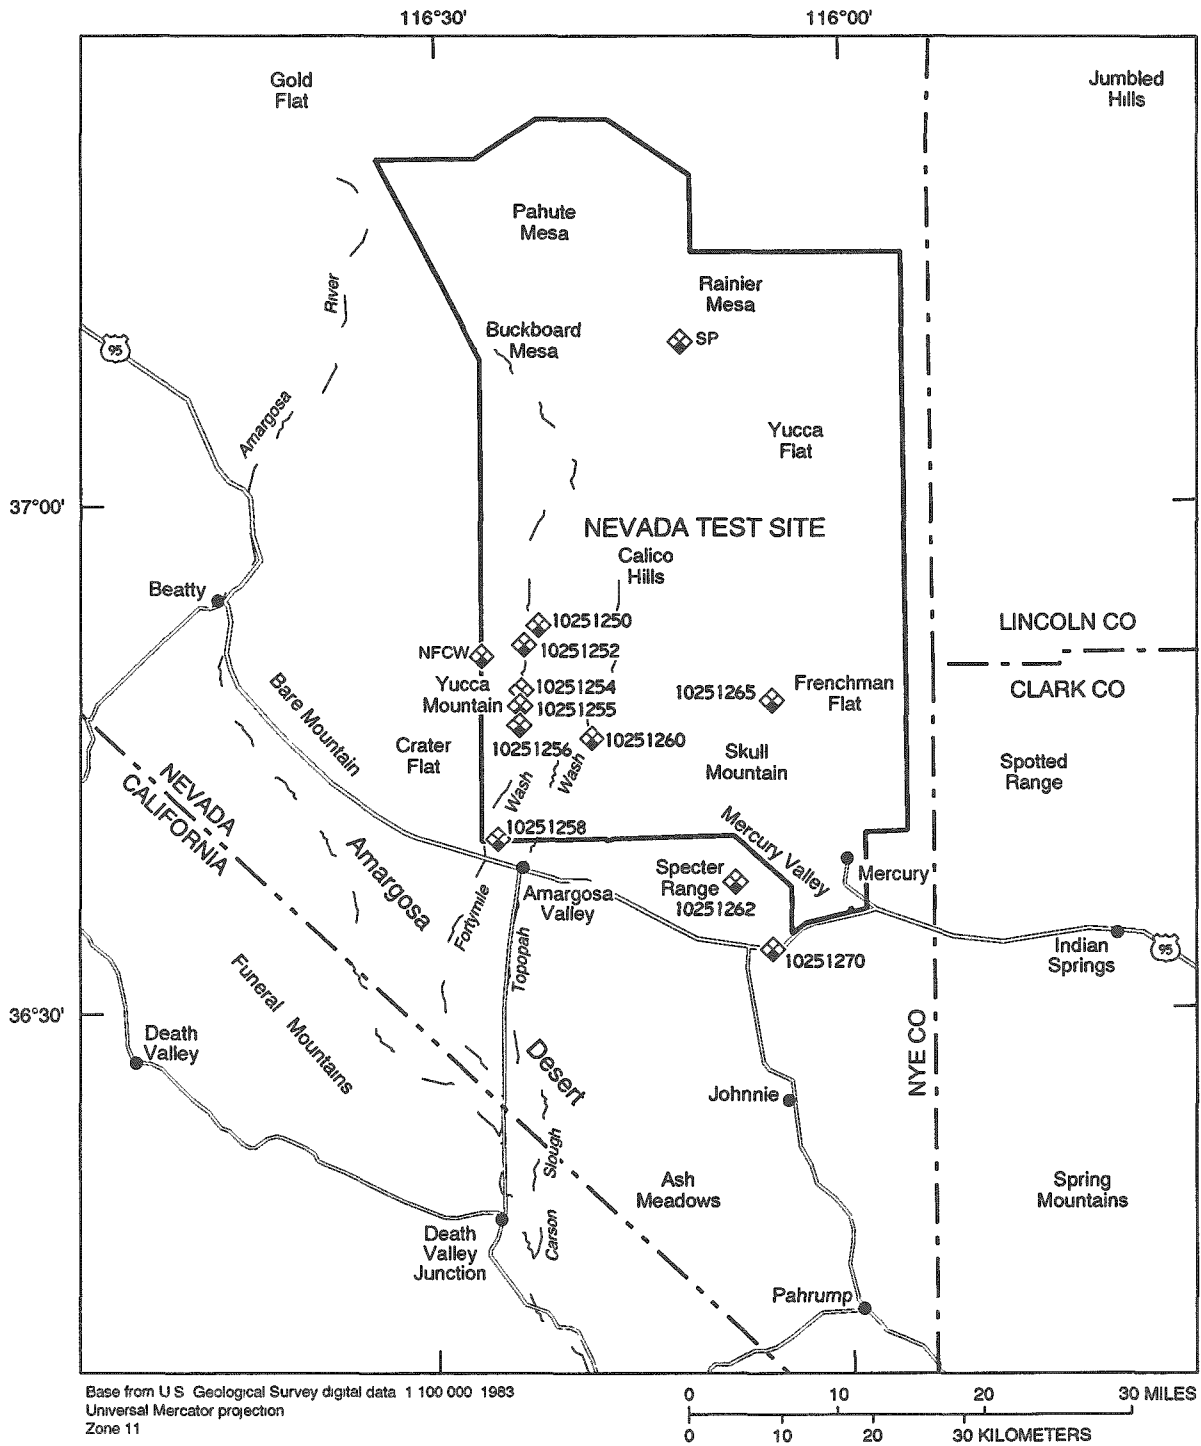 116°30'
116°00'
Gold
Flat
Jumbled
Hills
Pahute
Mesa
Rainier
Mesa
River
Buckboard
Mesa
SP
95
Amargosa
Yucca
Flat
37°00'
NEVADA TEST SITE
Calico
Hills
Beatty
10251250
LINCOLN CO
NFCW
10251252
Yucca
Mountain
10251254
10251255
10251265
Frenchman
Flat
CLARK CO
Bare Mountain
Crater
Flat
10251256
10251260
Skull
Mountain
Spotted
Range
Wash
Wash
NEVADA
CALIFORNIA
10251258
Mercury Valley
Amargosa
Specter
Range
Mercury
10251262
Amargosa
Valley
Fortymile
Topopah
10251270
Indian
Springs
95
Funeral Mountains
36°30'
Death
Valley
Desert
NYE CO
Johnnie
Slough
Ash
Meadows
Spring
Mountains
Carson
Death
Valley
Junction
Pahrump
Base from U S Geological Survey digital data 1 100 000 1983
Universal Mercator projection
Zone 11
0 10 20 30 MILES
0 10 20 30 KILOMETERS